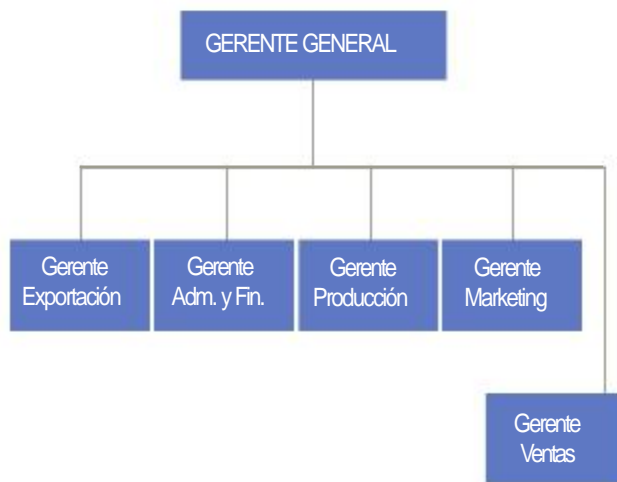 GERENTE GENERAL
Gerente
Exportación
Gerente
Adm. y Fin.
Gerente
Producción
Gerente
Marketing
Gerente
Ventas